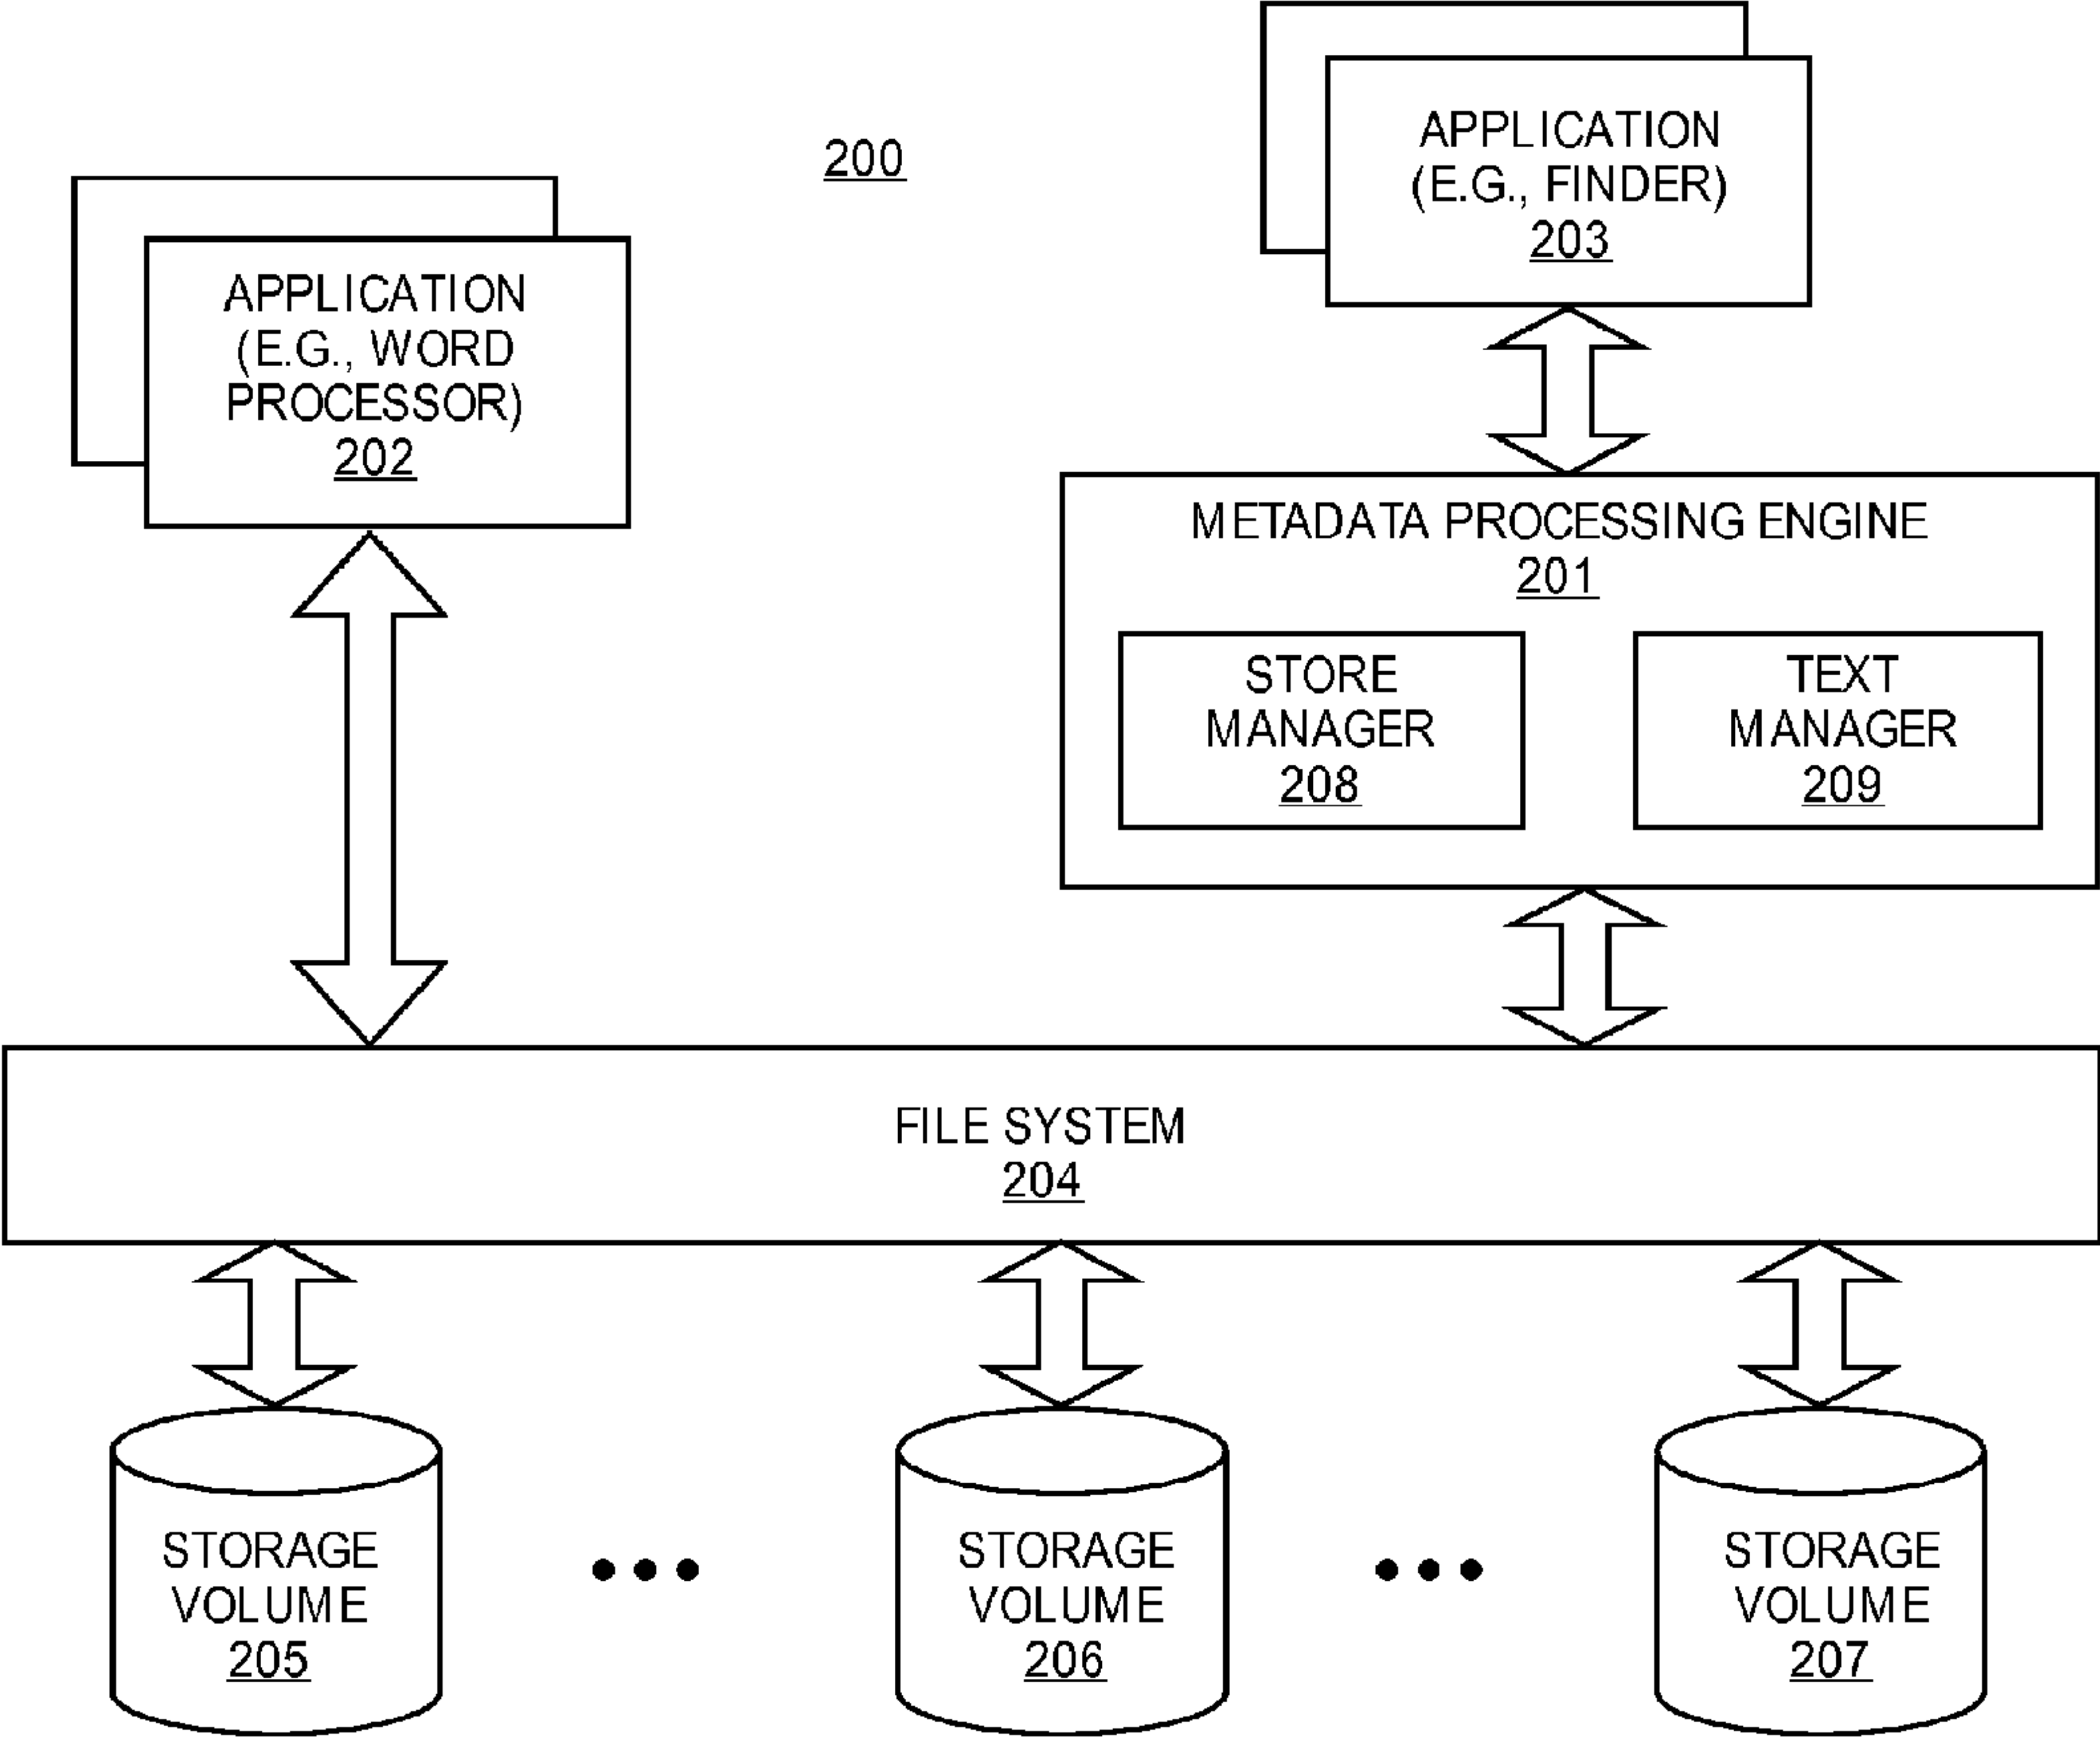 200
APPLICATION
(E.G., FINDER)
203
APPLICATION
(E.G., WORD
PROCESSOR)
202
METADATA PROCESSING ENGINE
201
STORE
MANAGER
208
TEXT
MANAGER
209
FILE SYSTEM
204
STORAGE
VOLUME
205
STORAGE
VOLUME
206
STORAGE
VOLUME
207